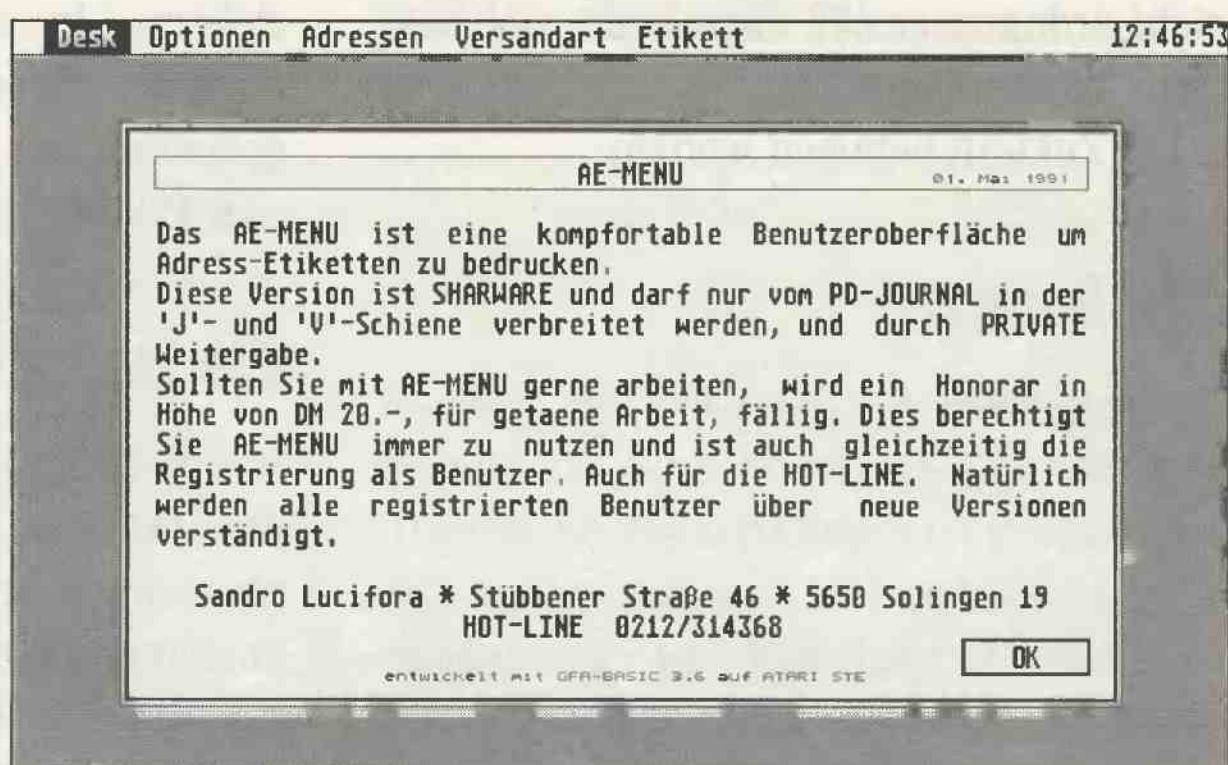 Desk Optionen Adressen Versandart Etikett 12:46:53
AE-MENU 01. Mai 1991
Das AE-MENU ist eine kompfortable Benutzeroberfläche um
Adress-Etiketten zu bedrucken.
Diese Version ist SHARWARE und darf nur vom PD-JOURNAL in der
'J'- und 'V'-Schiene verbreitet werden, und durch PRIVATE
Weitergabe.
Sollten Sie mit AE-MENU gerne arbeiten, wird ein Honorar in
Höhe von DM 20.-, für getaene Arbeit, fällig. Dies berechtigt
Sie AE-MENU immer zu nutzen und ist auch gleichzeitig die
Registrierung als Benutzer. Auch für die HOT-LINE. Natürlich
werden alle registrierten Benutzer über neue Versionen
verständigt.
Sandro Lucifora * Stübbener Straße 46 * 5650 Solingen 19
HOT-LINE 0212/314368
OK
entwickelt mit GFA-BASIC 3.6 auf ATARI STE